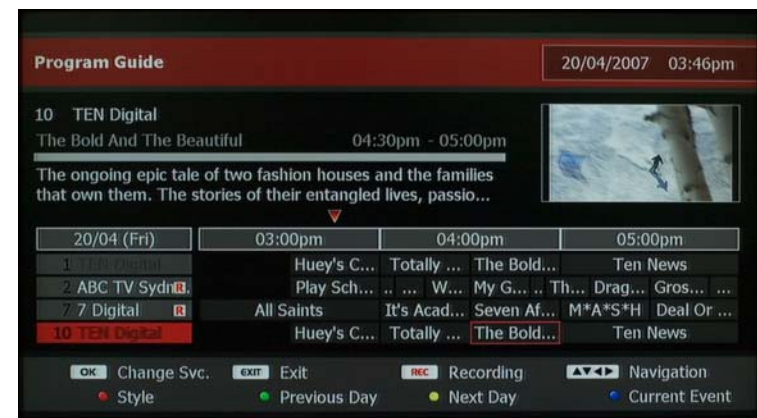 Program Guide
20/04/2007 03:46pm
10 TEN Digital
The Bold And The Beautiful 04:30pm - 05:00pm
The ongoing epic tale of two fashion houses and the families
that own them. The stories of their entangled lives, passio...
20/04 (Fri) 03:00pm 04:00pm 05:00pm
1 TEN Digital Huey's C... Totally ... The Bold... Ten News
2 ABC TV Sydn R. Play Sch... .. ... W... My G... .. Th... Drag... Gros... ...
7 7 Digital R All Saints It's Acad... Seven Af... M*A*S*H Deal Or ...
10 TEN Digital Huey's C... Totally ... The Bold... Ten News
OK Change Svc. EXIT Exit REC Recording ▲▼◄► Navigation
Style Previous Day Next Day Current Event